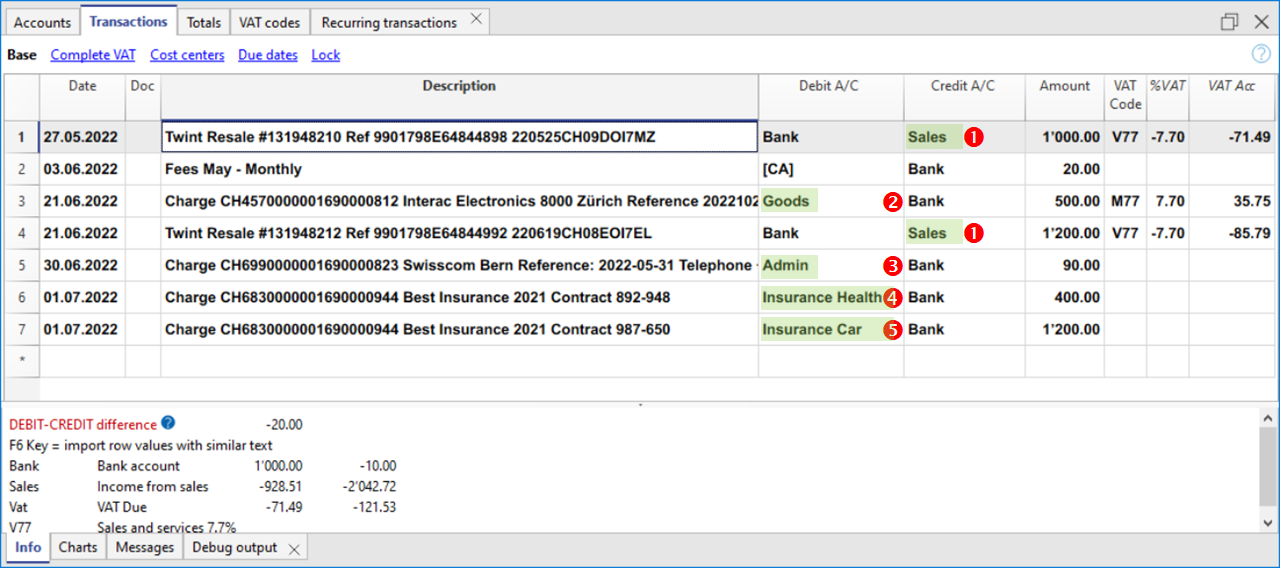 Accounts Transactions Totals VAT codes Recurring transactions
Base Complete VAT Cost centers Due dates Lock
Date Doc Description Debit A/C Credit A/C Amount VAT Code %VAT VAT Acc
1 27.05.2022 Twint Resale #131948210 Ref 9901798E64844898 220525CH09DOI7MZ Bank Sales 1 1'000.00 V77 -7.70 -71.49
2 03.06.2022 Fees May - Monthly [CA] Bank 20.00
3 21.06.2022 Charge CH4570000001690000812 Interac Electronics 8000 Zürich Reference 2022102 Goods 2 Bank 500.00 M77 7.70 35.75
4 21.06.2022 Twint Resale #131948212 Ref 9901798E64844992 220619CH08EOI7EL Bank Sales 1 1'200.00 V77 -7.70 -85.79
5 30.06.2022 Charge CH6990000001690000823 Swisscom Bern Reference: 2022-05-31 Telephone - Admin 3 Bank 90.00
6 01.07.2022 Charge CH6830000001690000944 Best Insurance 2021 Contract 892-948 Insurance Health 4 Bank 400.00
7 01.07.2022 Charge CH6830000001690000944 Best Insurance 2021 Contract 987-650 Insurance Car 5 Bank 1'200.00
*
DEBIT-CREDIT difference ? -20.00
F6 Key = import row values with similar text
Bank Bank account 1'000.00 -10.00
Sales Income from sales -928.51 -2'042.72
Vat VAT Due -71.49 -121.53
V77 Sales and services 7.7%
Info Charts Messages Debug output